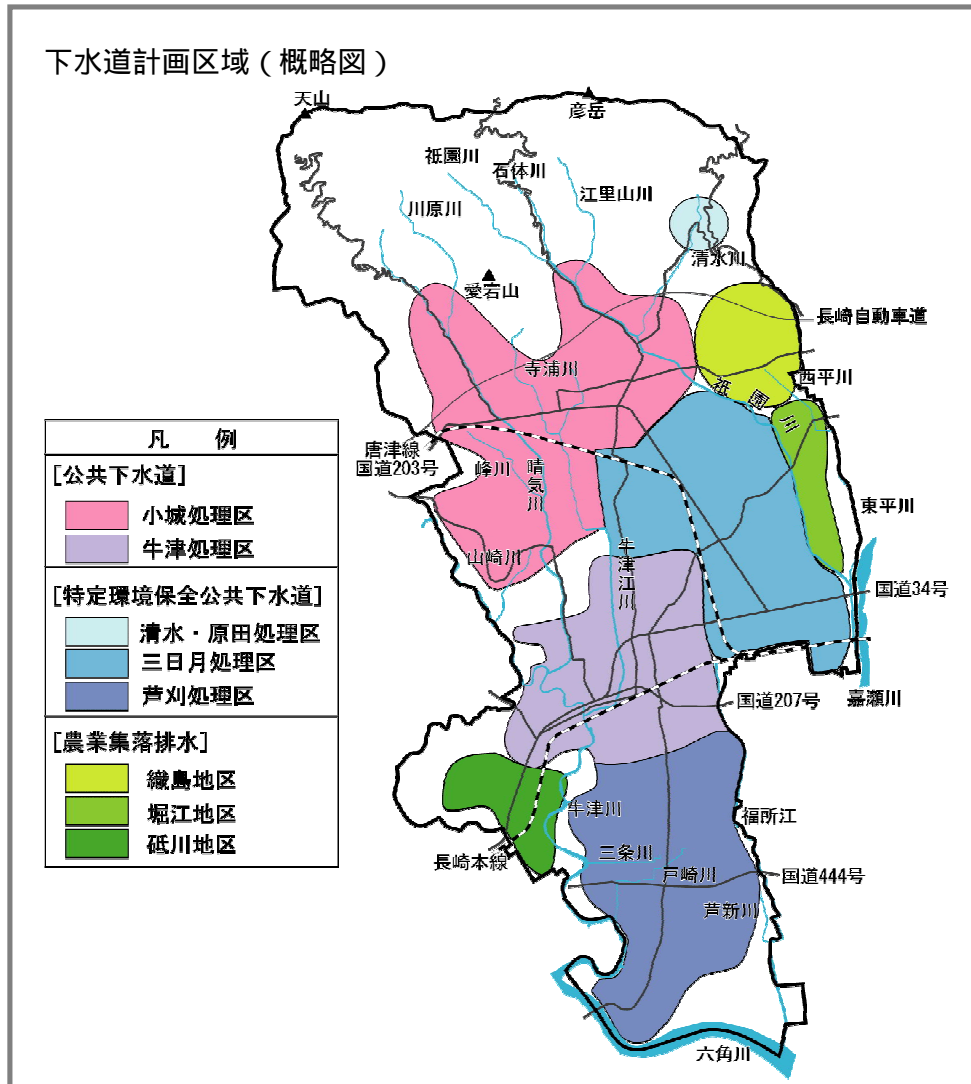 下水道計画区域(概略図)
天山
彦岳
祇園川
石体川
江里山川
川原川
清水川
愛岩山
長崎自動車道
寺浦川
西平川
祇園川
唐津線
国道203号
峰川
晴気川
東平川
山崎川
牛津江川
国道34号
嘉瀬川
国道207号
牛津川
福所江
長崎本線
三条川
戸崎川
国道444号
芦新川
六角川
凡 例
[公共下水道]
小城処理区
牛津処理区
[特定環境保全公共下水道]
清水・原田処理区
三日月処理区
芦刈処理区
[農業集落排水]
織島地区
堀江地区
砥川地区